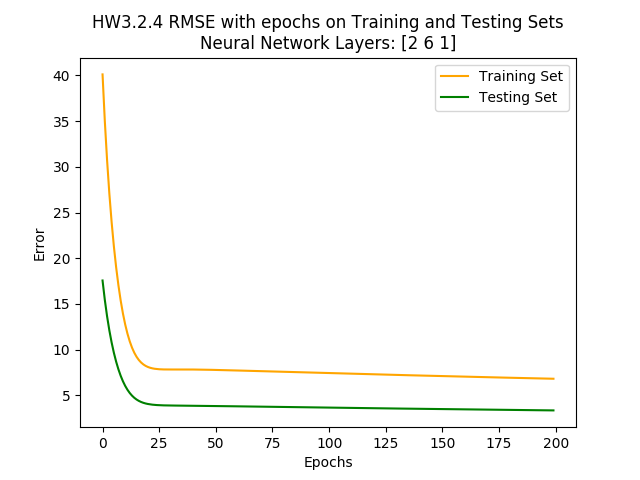 HW3.2.4 RMSE with epochs on Training and Testing Sets
Neural Network Layers: [2 6 1]
Training Set
Testing Set
40
35
30
25
20
15
10
5
Error
0
25
50
75
100
125
150
175
200
Epochs